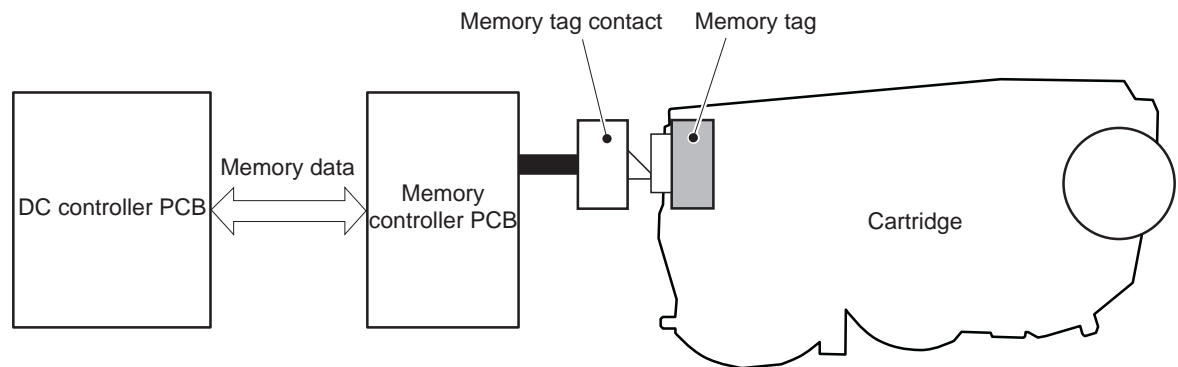 Memory tag contact
Memory tag
Memory data
DC controller PCB
Memory
controller PCB
Cartridge